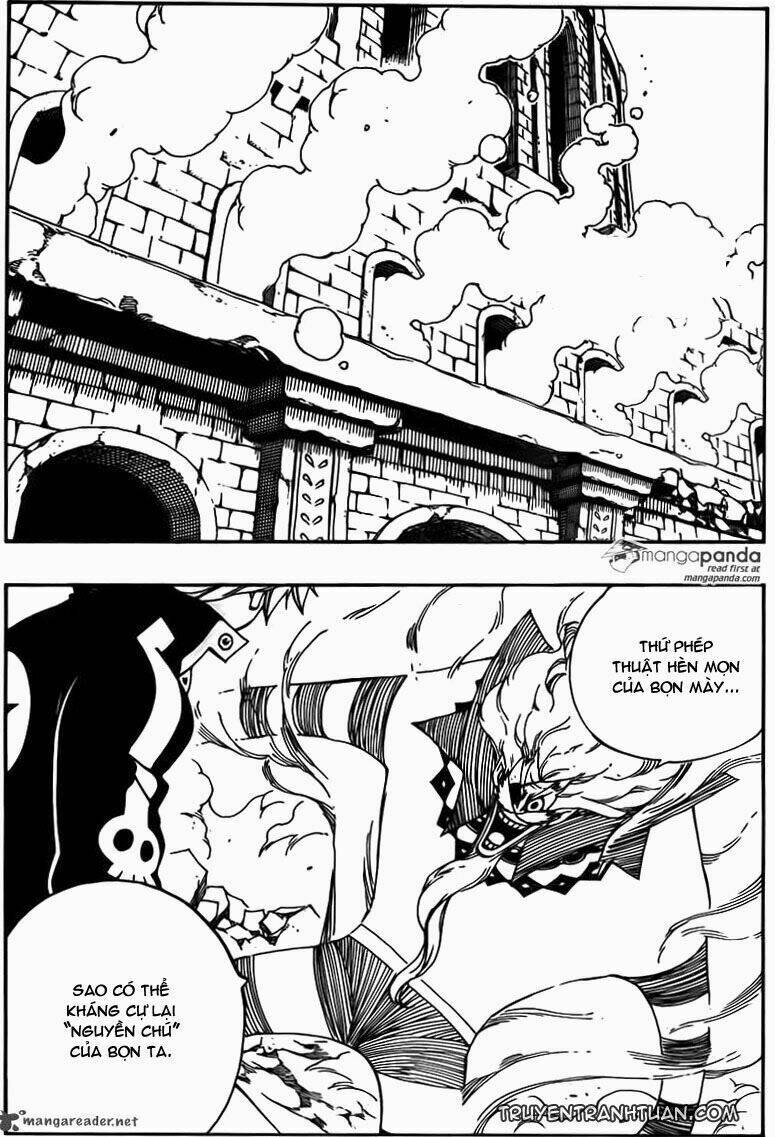 mangapanda
read first at
mangapanda.com
THỨ PHÉP
THUẬT HÈN MỌN
CỦA BỌN MÀY...
SAO CÓ THỂ
KHÁNG CỰ LẠI
"NGUYỀN CHÚ"
CỦA BỌN TA.
mangareader.net
TRUYENTRANHTUAN.COM